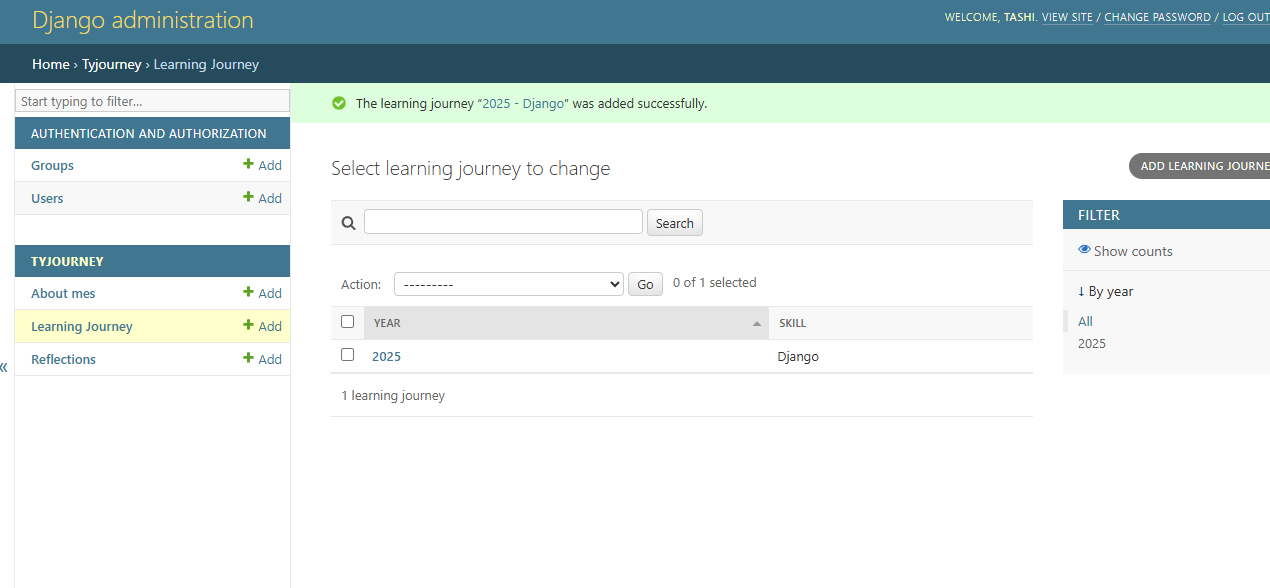 Django administration
WELCOME, TASHI. VIEW SITE / CHANGE PASSWORD / LOG OUT
Home › Tyjourney › Learning Journey
Start typing to filter...
AUTHENTICATION AND AUTHORIZATION
Groups + Add
Users + Add
TYJOURNEY
About mes + Add
Learning Journey + Add
Reflections + Add
«
The learning journey “2025 - Django” was added successfully.
Select learning journey to change
ADD LEARNING JOURNE
Search
Action: --------- Go 0 of 1 selected
YEAR SKILL
2025 Django
1 learning journey
FILTER
Show counts
↓ By year
All
2025